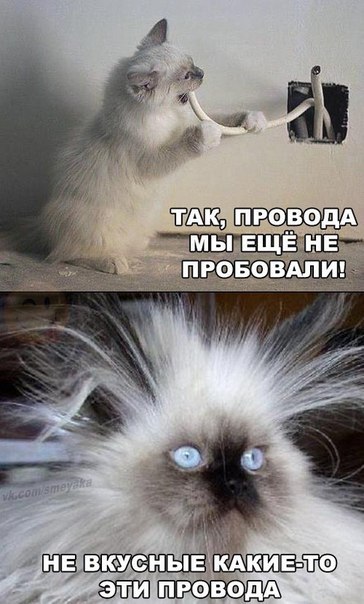 ТАК, ПРОВОДА
МЫ ЕЩЁ НЕ
ПРОБОВАЛИ!
vk.com/smeyaka
НЕ ВКУСНЫЕ КАКИЕ-ТО
ЭТИ ПРОВОДА